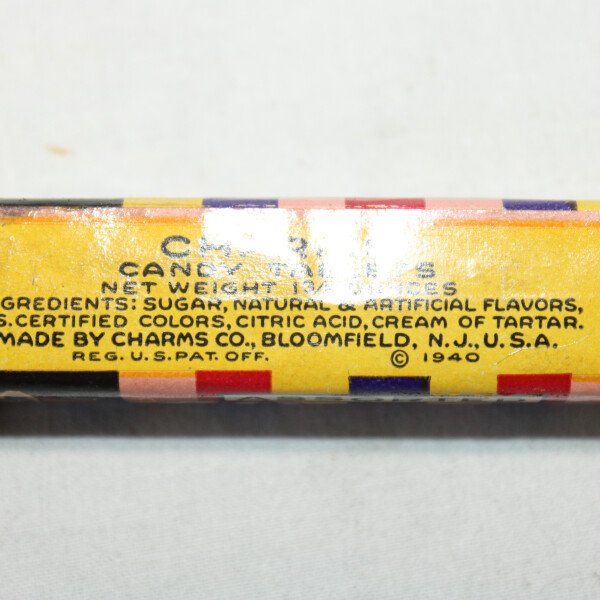 CANDY
NET WEIGHT OUNCES
GREDIENTS: SUGAR, NATURAL & ARTIFICIAL FLAVORS,
S. CERTIFIED COLORS, CITRIC ACID, CREAM OF TARTAR.
MADE BY CHARMS CO., BLOOMFIELD, N.J., U.S.A.
REG. U.S. PAT. OFF. © 1940